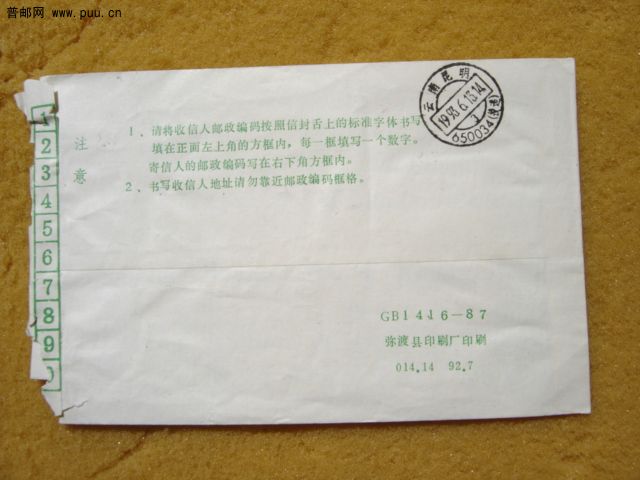 普邮网
www.puu.cn
云南昆明
1993.6.13.14
650034(投递)
注意
1、请将收信人邮政编码按照信封舌上的标准字体书写
填在正面左上角的方框内，每一框填写一个数字。
寄信人的邮政编码写在右下角方框内。
2、书写收信人地址请勿靠近邮政编码框格。
1
2
3
4
5
6
7
8
9
0
GB1416-87
弥渡县印刷厂印刷
014.14 92.7